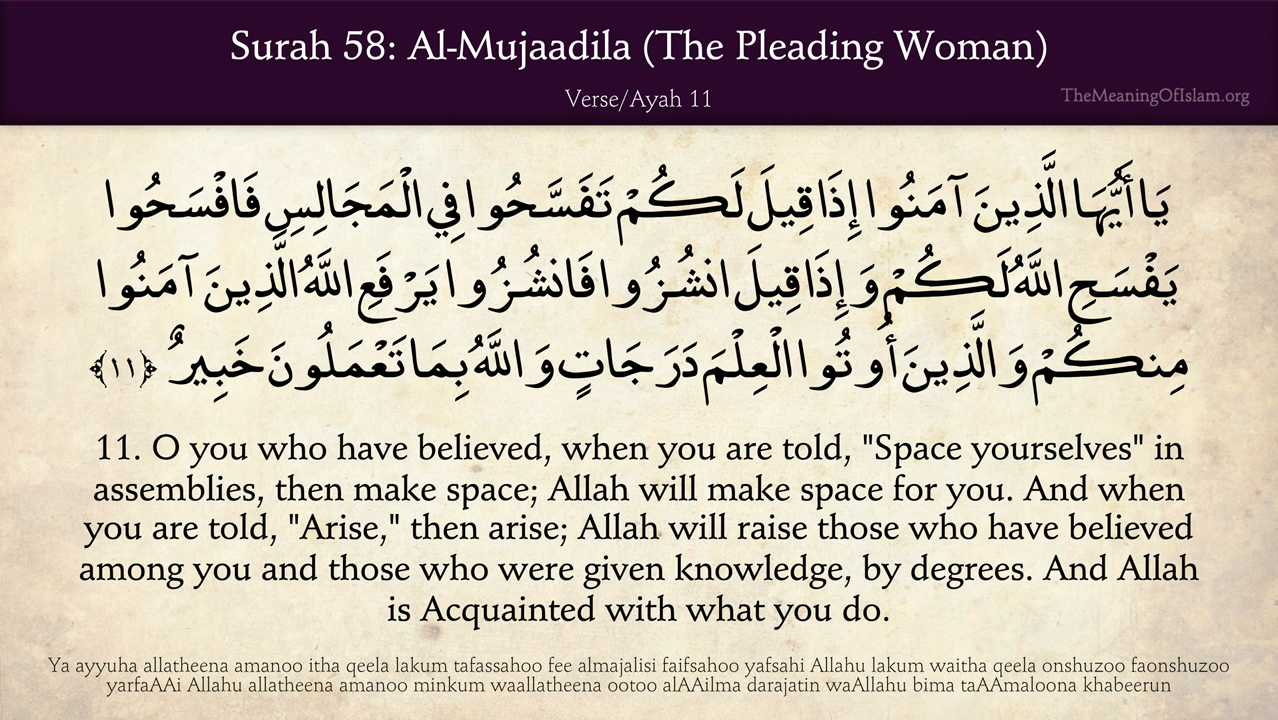 Surah 58: Al-Mujaadila (The Pleading Woman)
Verse/Ayah 11
TheMeaningOfIslam.org
يَا أَيُّهَا الَّذِينَ آمَنُوا إِذَا قِيلَ لَكُمْ تَفَسَّحُوا فِي الْمَجَالِسِ فَافْسَحُوا
يَفْسَحِ اللَّهُ لَكُمْ وَإِذَا قِيلَ انشُزُوا فَانشُزُوا يَرْفَعِ اللَّهُ الَّذِينَ آمَنُوا
مِنكُمْ وَالَّذِينَ أُوتُوا الْعِلْمَ دَرَجَاتٍ وَاللَّهُ بِمَا تَعْمَلُونَ خَبِيرٌ ﴿١١﴾
11. O you who have believed, when you are told, "Space yourselves" in
assemblies, then make space; Allah will make space for you. And when
you are told, "Arise," then arise; Allah will raise those who have believed
among you and those who were given knowledge, by degrees. And Allah
is Acquainted with what you do.
Ya ayyuha allatheena amanoo itha qeela lakum tafassahoo fee almajalisi faifsahoo yafsahi Allahu lakum waitha qeela onshuzoo faonshuzoo
yarfaAAi Allahu allatheena amanoo minkum waallatheena ootoo alAAilma darajatin waAllahu bima taAAmaloona khabeerun